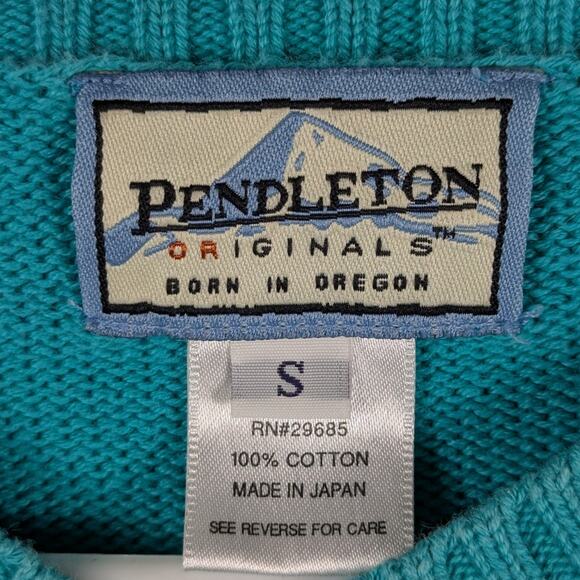 PENDLETON
ORIGINALS™
BORN IN OREGON
S
RN#29685
100% COTTON
MADE IN JAPAN
SEE REVERSE FOR CARE